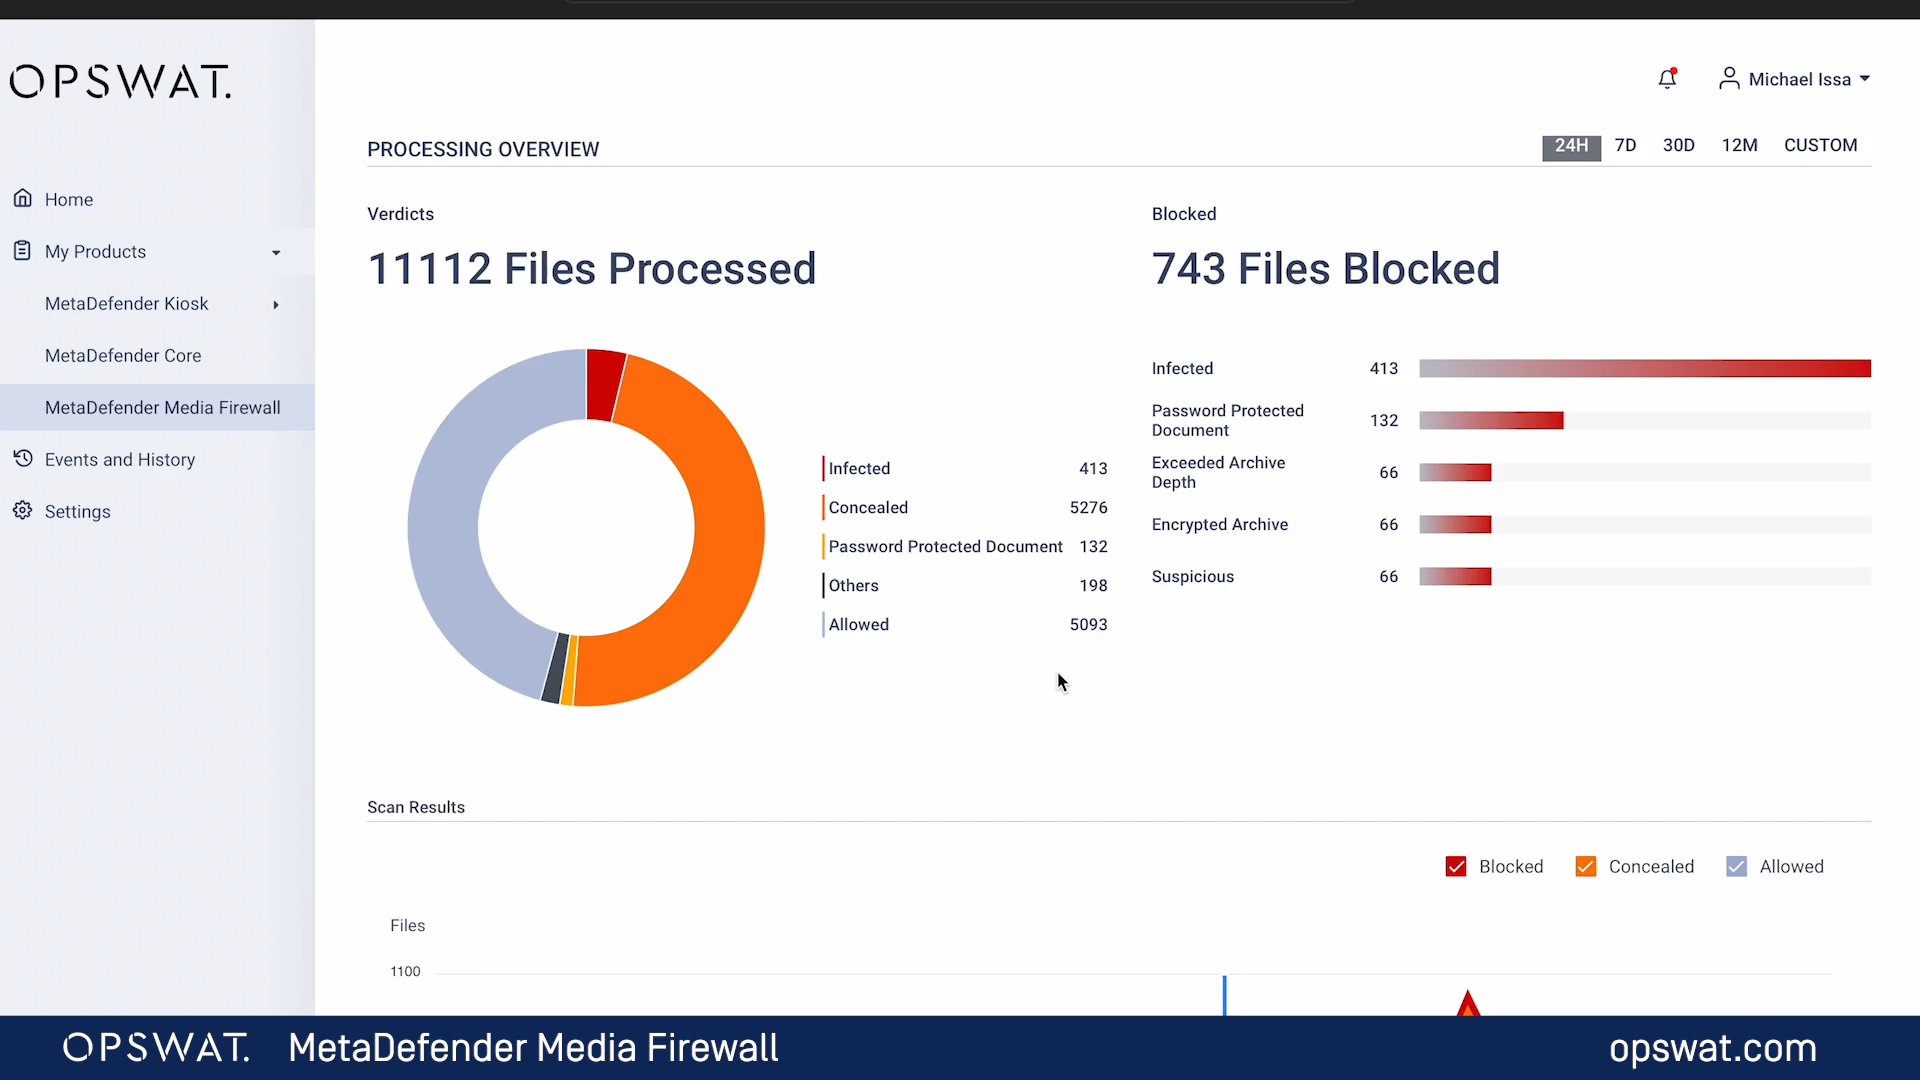 OPSWAT.
Michael Issa
PROCESSING OVERVIEW
24H 7D 30D 12M CUSTOM
Home
My Products
MetaDefender Kiosk
MetaDefender Core
MetaDefender Media Firewall
Events and History
Settings
Verdicts
11112 Files Processed
Infected 413
Concealed 5276
Password Protected Document 132
Others 198
Allowed 5093
Blocked
743 Files Blocked
Infected 413
Password Protected
Document 132
Exceeded Archive
Depth 66
Encrypted Archive 66
Suspicious 66
Scan Results
Blocked Concealed Allowed
Files
1100
OPSWAT. MetaDefender Media Firewall opswat.com